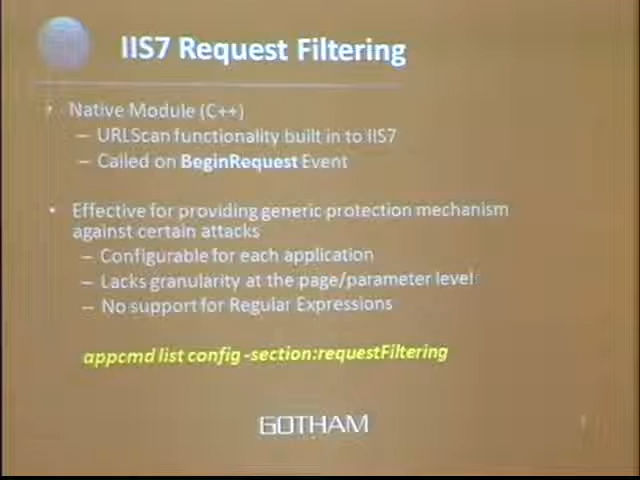 IIS7 Request Filtering
• Native Module (C++)
– URLScan functionality built in to IIS7
– Called on BeginRequest Event
• Effective for providing generic protection mechanism
against certain attacks
– Configurable for each application
– Lacks granularity at the page/parameter level
– No support for Regular Expressions
appcmd list config -section:requestFiltering
GOTHAM